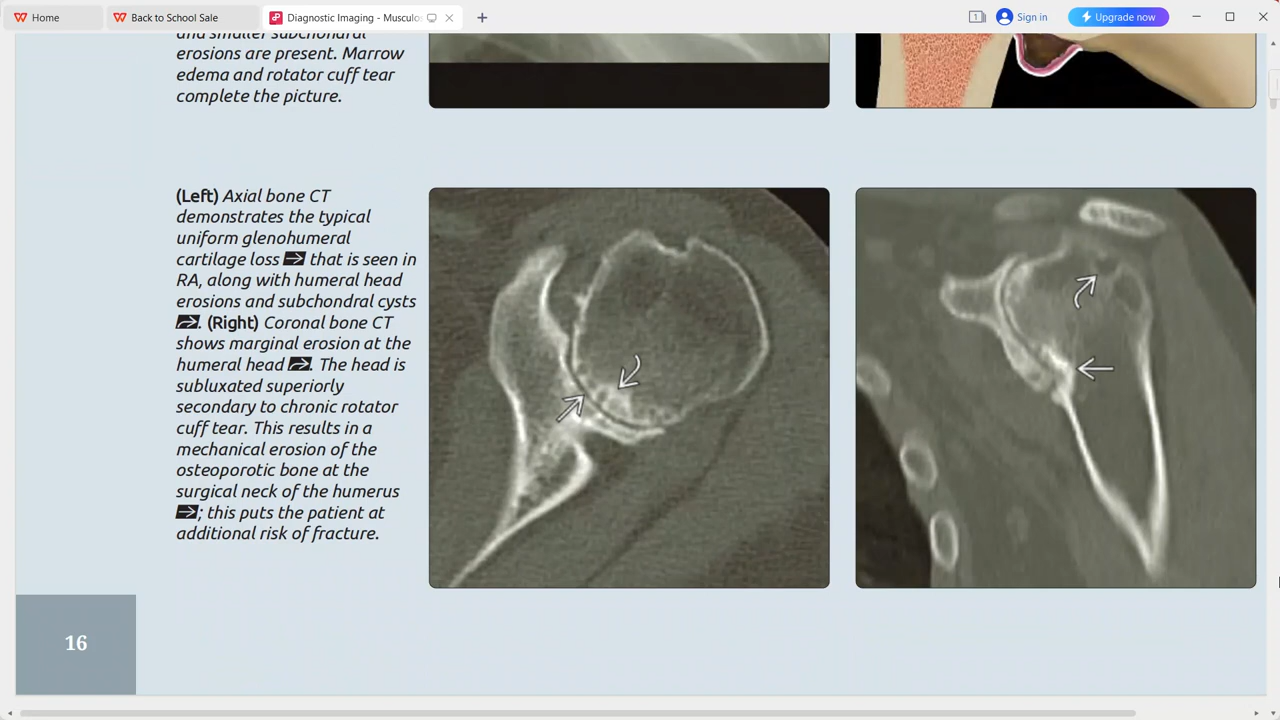 Home
Back to School Sale
Diagnostic Imaging - Musculos
1
Sign in
Upgrade now
and smaller subchondral
erosions are present. Marrow
edema and rotator cuff tear
complete the picture.
(Left) Axial bone CT
demonstrates the typical
uniform glenohumeral
cartilage loss that is seen in
RA, along with humeral head
erosions and subchondral cysts
. (Right) Coronal bone CT
shows marginal erosion at the
humeral head . The head is
subluxated superiorly
secondary to chronic rotator
cuff tear. This results in a
mechanical erosion of the
osteoporotic bone at the
surgical neck of the humerus
; this puts the patient at
additional risk of fracture.
16